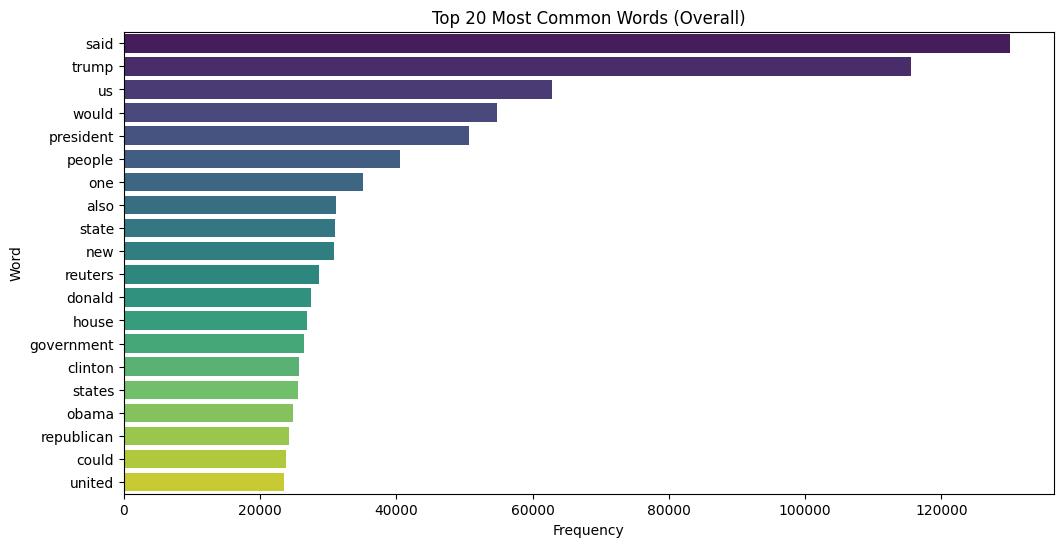 Top 20 Most Common Words (Overall)
Word
said
trump
us
would
president
people
one
also
state
new
reuters
donald
house
government
clinton
states
obama
republican
could
united
0 20000 40000 60000 80000 100000 120000
Frequency